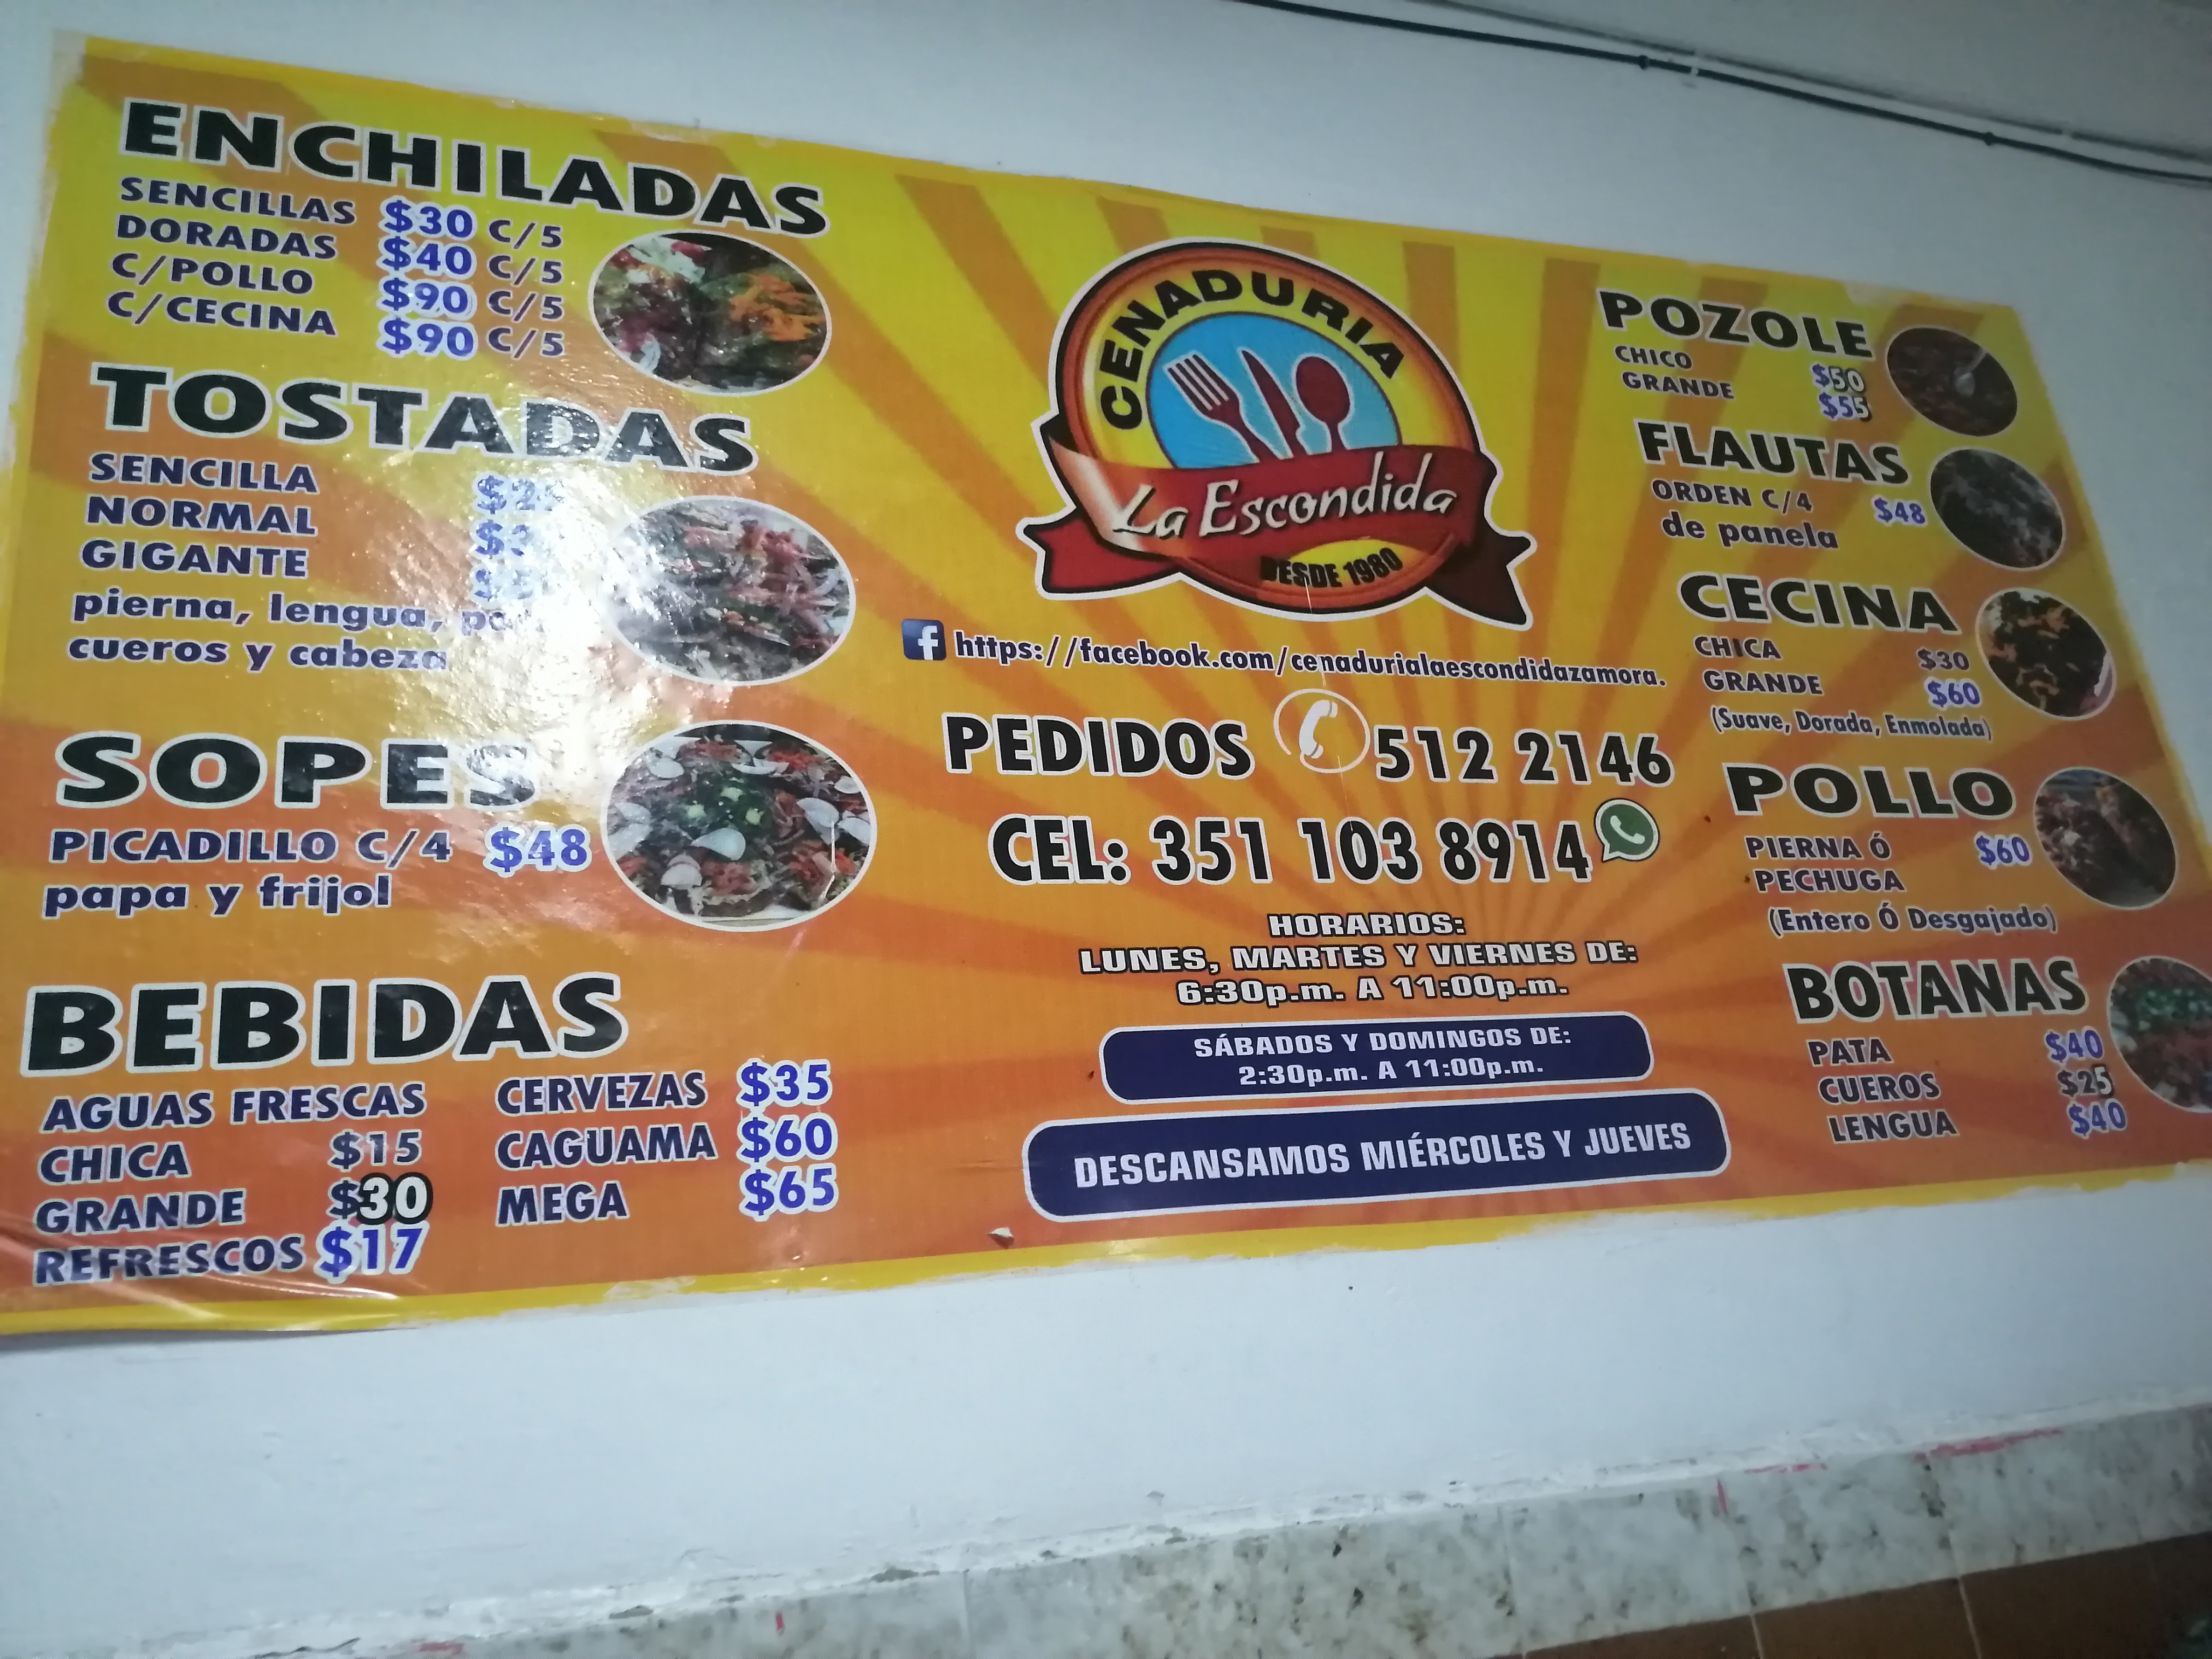 ENCHILADAS
SENCILLAS $30 C/5
DORADAS $40 C/5
C/POLLO $90 C/5
C/CECINA $90 C/5
TOSTADAS
SENCILLA
NORMAL
GIGANTE
pierna, lengua,
cueros y cabeza
SOPES
PICADILLO C/4 $48
papa y frijol
BEBIDAS
AGUAS FRESCAS
CHICA $15
GRANDE $30
REFRESCOS $17
CERVEZAS $35
CAGUAMA $60
MEGA $65
CENADURIA
La Escondida
DESDE 1980
f https://facebook.com/cenadurialaescondidazamora.
PEDIDOS 512 2146
CEL: 351 103 8914
HORARIOS:
LUNES, MARTES Y VIERNES DE:
6:30p.m. A 11:00p.m.
SÁBADOS Y DOMINGOS DE:
2:30p.m. A 11:00p.m.
DESCANSAMOS MIÉRCOLES Y JUEVES
POZOLE
CHICO $50
GRANDE $55
FLAUTAS
ORDEN C/4 $48
de panela
CECINA
CHICA $30
GRANDE $60
(Suave, Dorada, Enmolada)
POLLO
PIERNA Ó $60
PECHUGA
(Entero Ó Desgajado)
BOTANAS
PATA $40
CUEROS $25
LENGUA $40